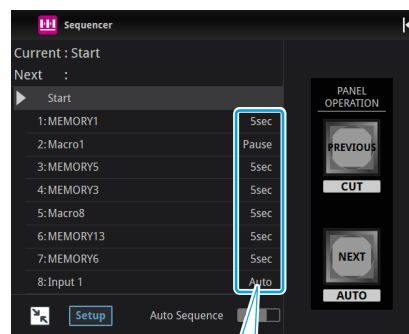 Sequencer
Current : Start
Next :
Start
1: MEMORY1 5sec
2: Macro1 Pause
3: MEMORY5 5sec
4: MEMORY3 5sec
5: Macro8 5sec
6: MEMORY13 5sec
7: MEMORY6 5sec
8: Input 1 Auto
Setup Auto Sequence
PANEL
OPERATION
PREVIOUS
CUT
NEXT
AUTO